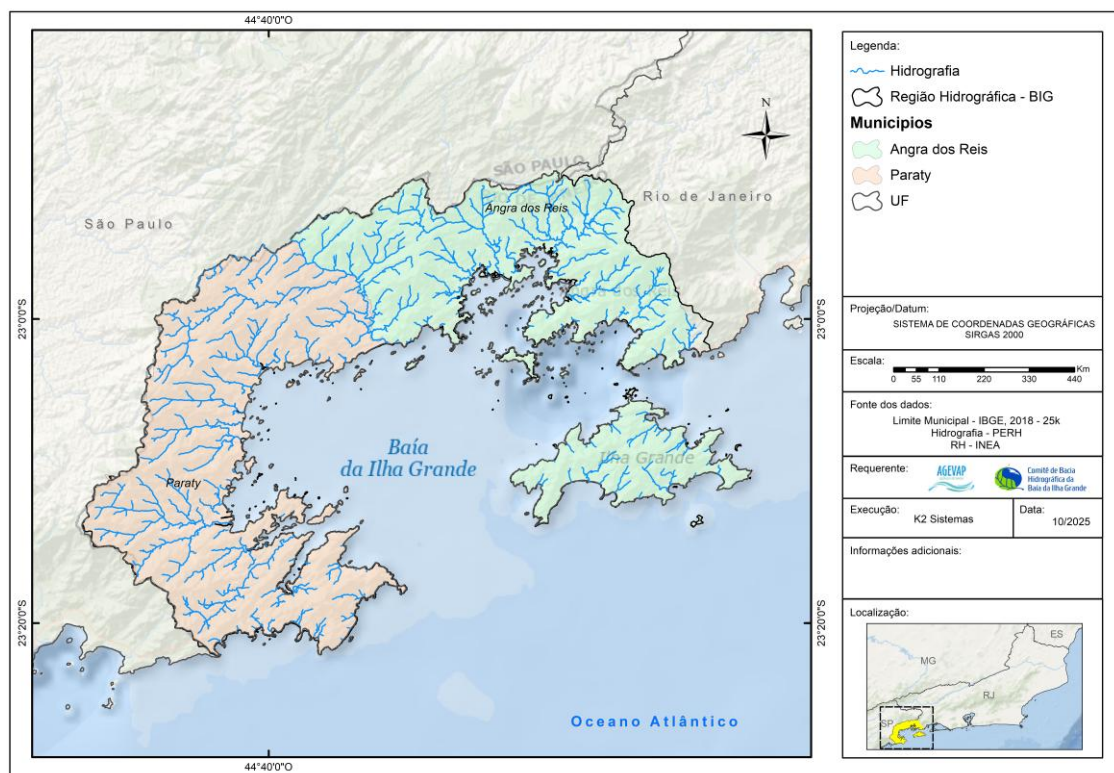 44°40'0"O
N
SÃO PAULO
Rio de Janeiro
São Paulo
Angra dos Reis
23°0'0"S
23°0'0"S
Baía
da Ilha Grande
Ilha Grande
Paraty
23°20'0"S
23°20'0"S
Oceano Atlântico
44°40'0"O
Legenda:
Hidrografia
Região Hidrográfica - BIG
Municipios
Angra dos Reis
Paraty
UF
Projeção/Datum:
SISTEMA DE COORDENADAS GEOGRÁFICAS
SIRGAS 2000
Escala:
Km
0 55 110 220 330 440
Fonte dos dados:
Limite Municipal - IBGE, 2018 - 25k
Hidrografia - PERH
RH - INEA
Requerente:
AGEVAP
Comitê de Bacia
Hidrográfica da
Baía da Ilha Grande
Execução:
K2 Sistemas
Data:
10/2025
Informações adicionais:
Localização:
ES
MG
RJ
SP